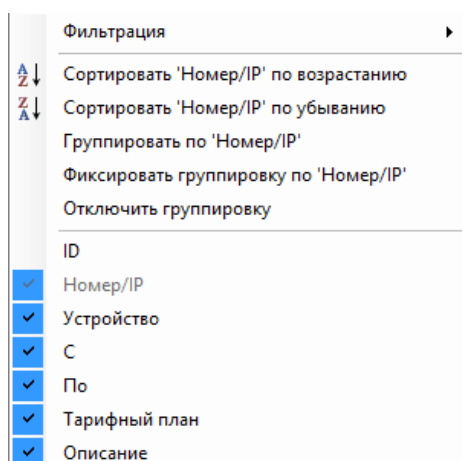 Фильтрация
Сортировать 'Номер/IP' по возрастанию
Сортировать 'Номер/IP' по убыванию
Группировать по 'Номер/IP'
Фиксировать группировку по 'Номер/IP'
Отключить группировку
ID
Номер/IP
Устройство
С
По
Тарифный план
Описание